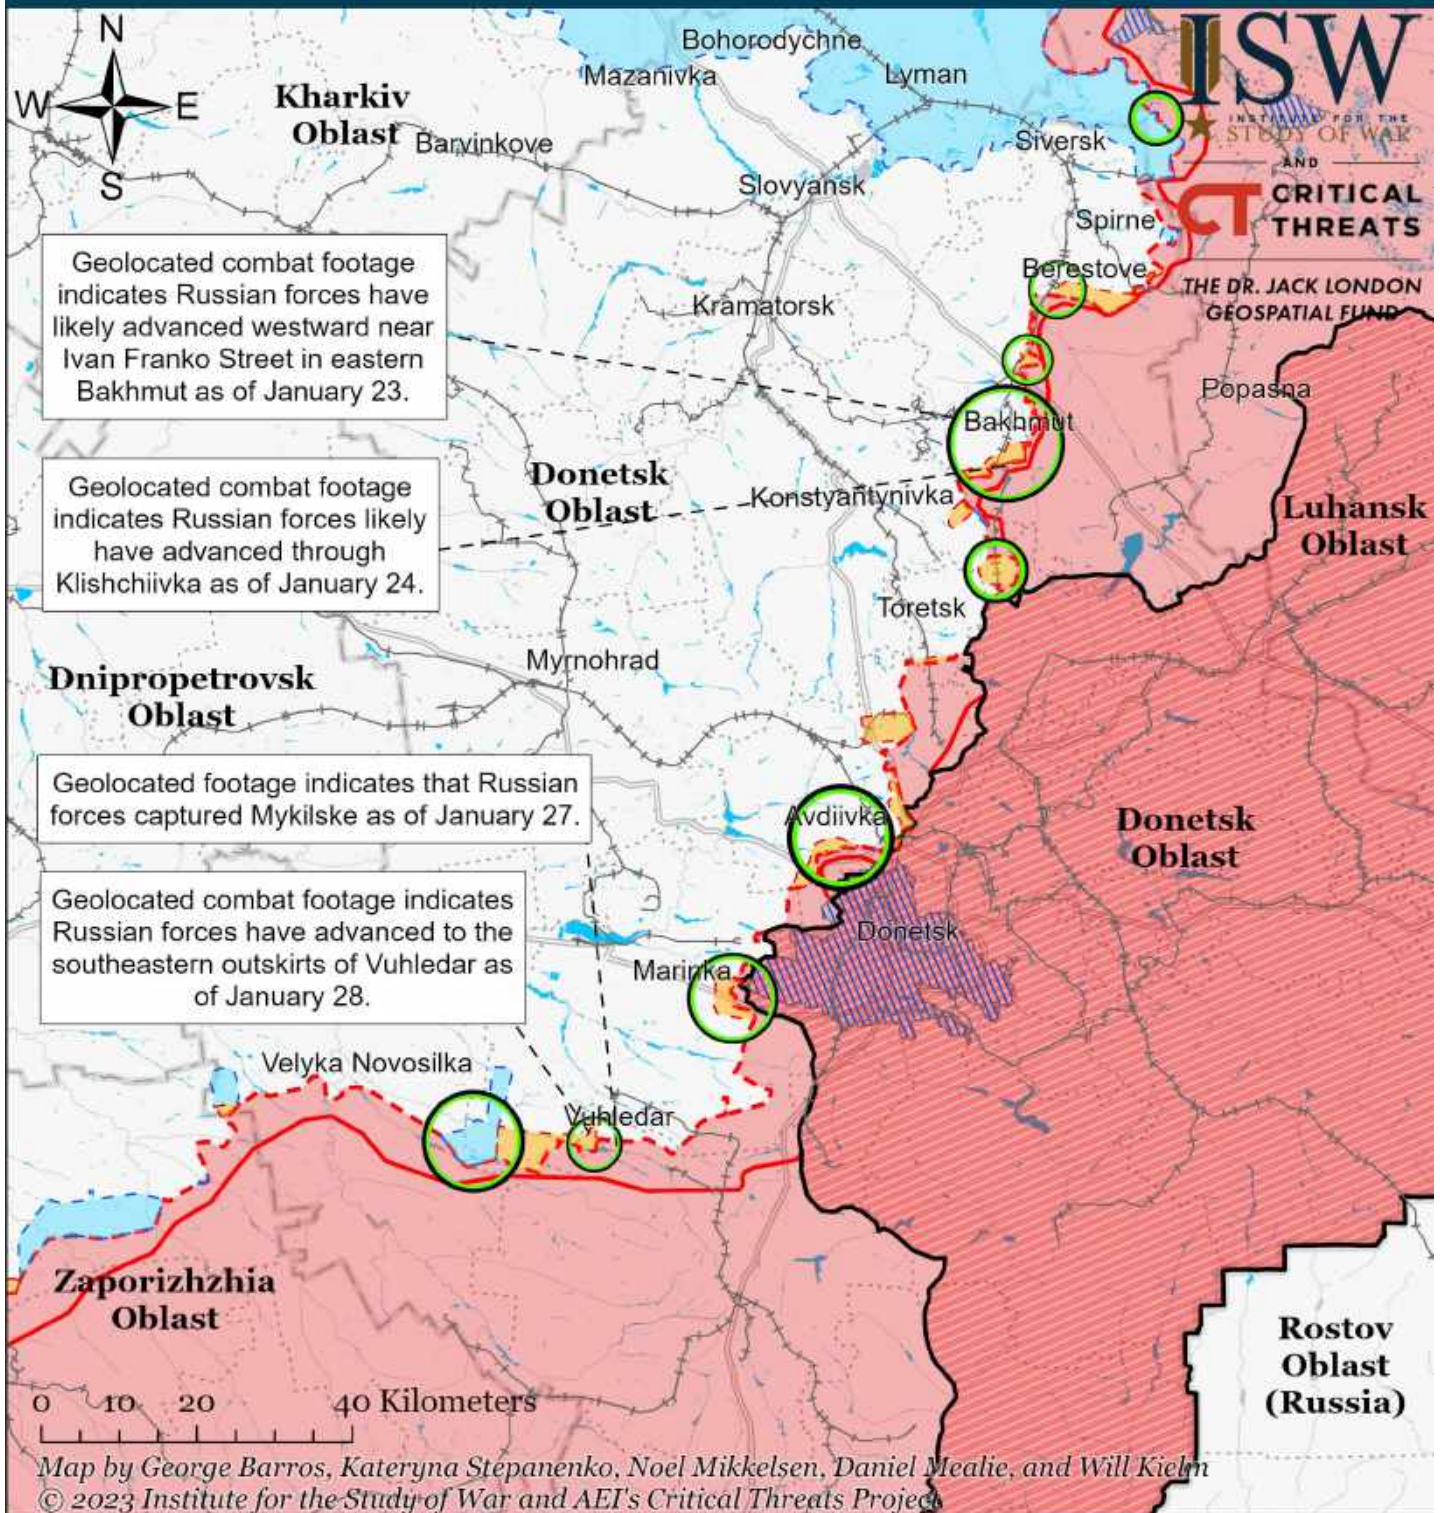 N
W
E
S
Kharkiv
Oblast
Barvinkove
Bohorodychne
Mazanivka
Lyman
Siversk
Slovyansk
Spirne
Berestove
Kramatorsk
Popasna
Bakhmut
ISW
INSTITUTE FOR THE
STUDY OF WAR
AND
CT CRITICAL
THREATS
THE DR. JACK LONDON
GEOSPATIAL FUND
Geolocated combat footage
indicates Russian forces have
likely advanced westward near
Ivan Franko Street in eastern
Bakhmut as of January 23.
Donetsk
Oblast
Konstyantynivka
Luhansk
Oblast
Geolocated combat footage
indicates Russian forces likely
have advanced through
Klishchiivka as of January 24.
Toretsk
Myrnohrad
Dnipropetrovsk
Oblast
Geolocated footage indicates that Russian
forces captured Mykilske as of January 27.
Avdiivka
Donetsk
Oblast
Geolocated combat footage indicates
Russian forces have advanced to the
southeastern outskirts of Vuhledar as
of January 28.
Donetsk
Marinka
Velyka Novosilka
Vuhledar
Zaporizhzhia
Oblast
Rostov
Oblast
(Russia)
0 10 20 40 Kilometers
Map by George Barros, Kateryna Stepanenko, Noel Mikkelsen, Daniel Mealie, and Will Kielm
© 2023 Institute for the Study of War and AEI's Critical Threats Project